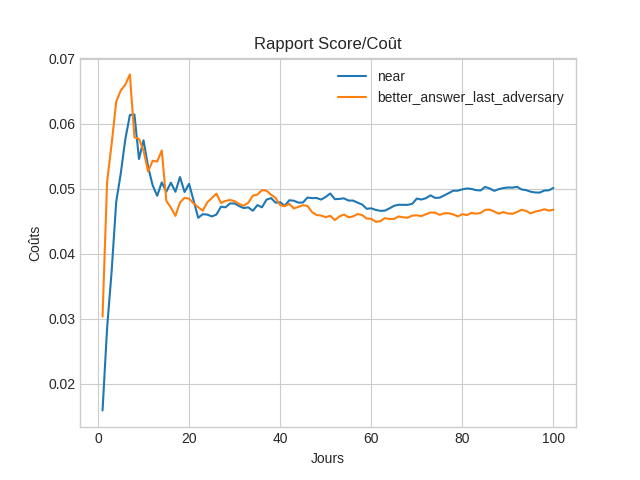 Rapport Score/Coût
0.07
0.06
0.05
0.04
0.03
0.02
Coûts
near
better_answer_last_adversary
0 20 40 60 80 100
Jours